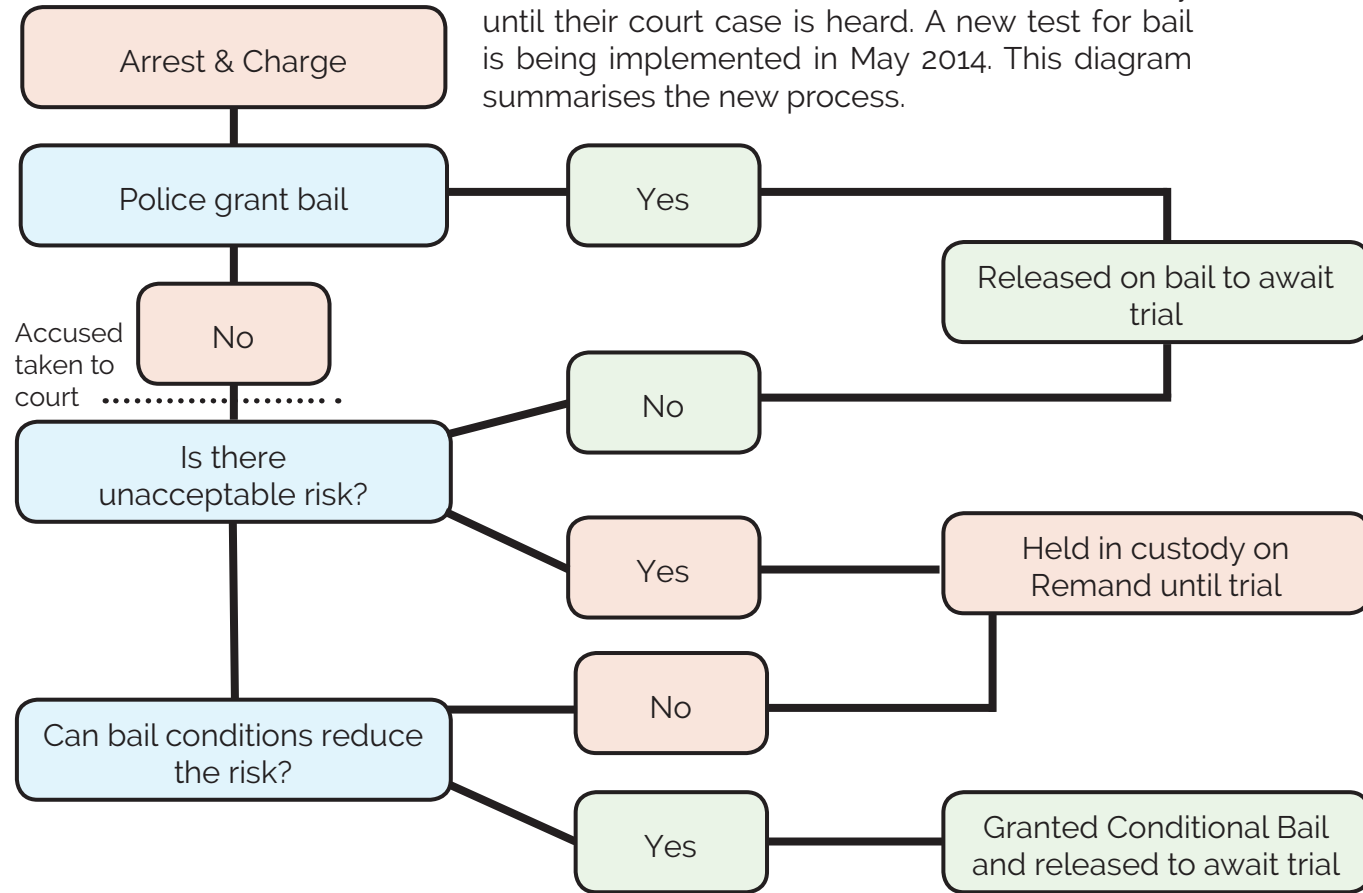 until their court case is heard. A new test for bail
is being implemented in May 2014. This diagram
summarises the new process.
Arrest & Charge
Police grant bail
Yes
Released on bail to await
trial
No
Accused
taken to
court
Is there
unacceptable risk?
No
Yes
Held in custody on
Remand until trial
Can bail conditions reduce
the risk?
No
Yes
Granted Conditional Bail
and released to await trial